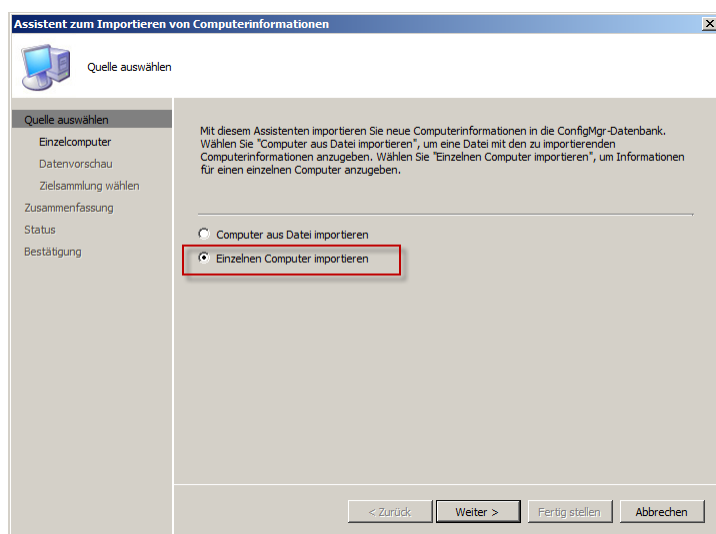 Assistent zum Importieren von Computerinformationen
Quelle auswählen
Quelle auswählen
Einzelcomputer
Datenvorschau
Zielsammlung wählen
Zusammenfassung
Status
Bestätigung
Mit diesem Assistenten importieren Sie neue Computerinformationen in die ConfigMgr-Datenbank.
Wählen Sie "Computer aus Datei importieren", um eine Datei mit den zu importierenden
Computerinformationen anzugeben. Wählen Sie "Einzelnen Computer importieren", um Informationen
für einen einzelnen Computer anzugeben.
Computer aus Datei importieren
Einzelnen Computer importieren
< Zurück
Weiter >
Fertig stellen
Abbrechen